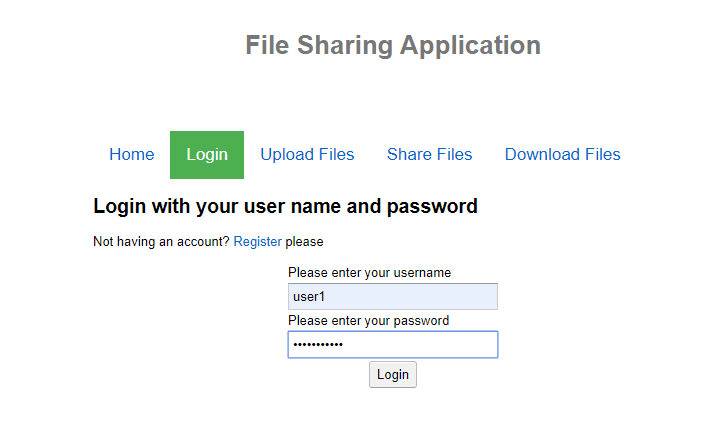 File Sharing Application
Home Login Upload Files Share Files Download Files
Login with your user name and password
Not having an account? Register please
Please enter your username
user1
Please enter your password
•••••••••••
Login